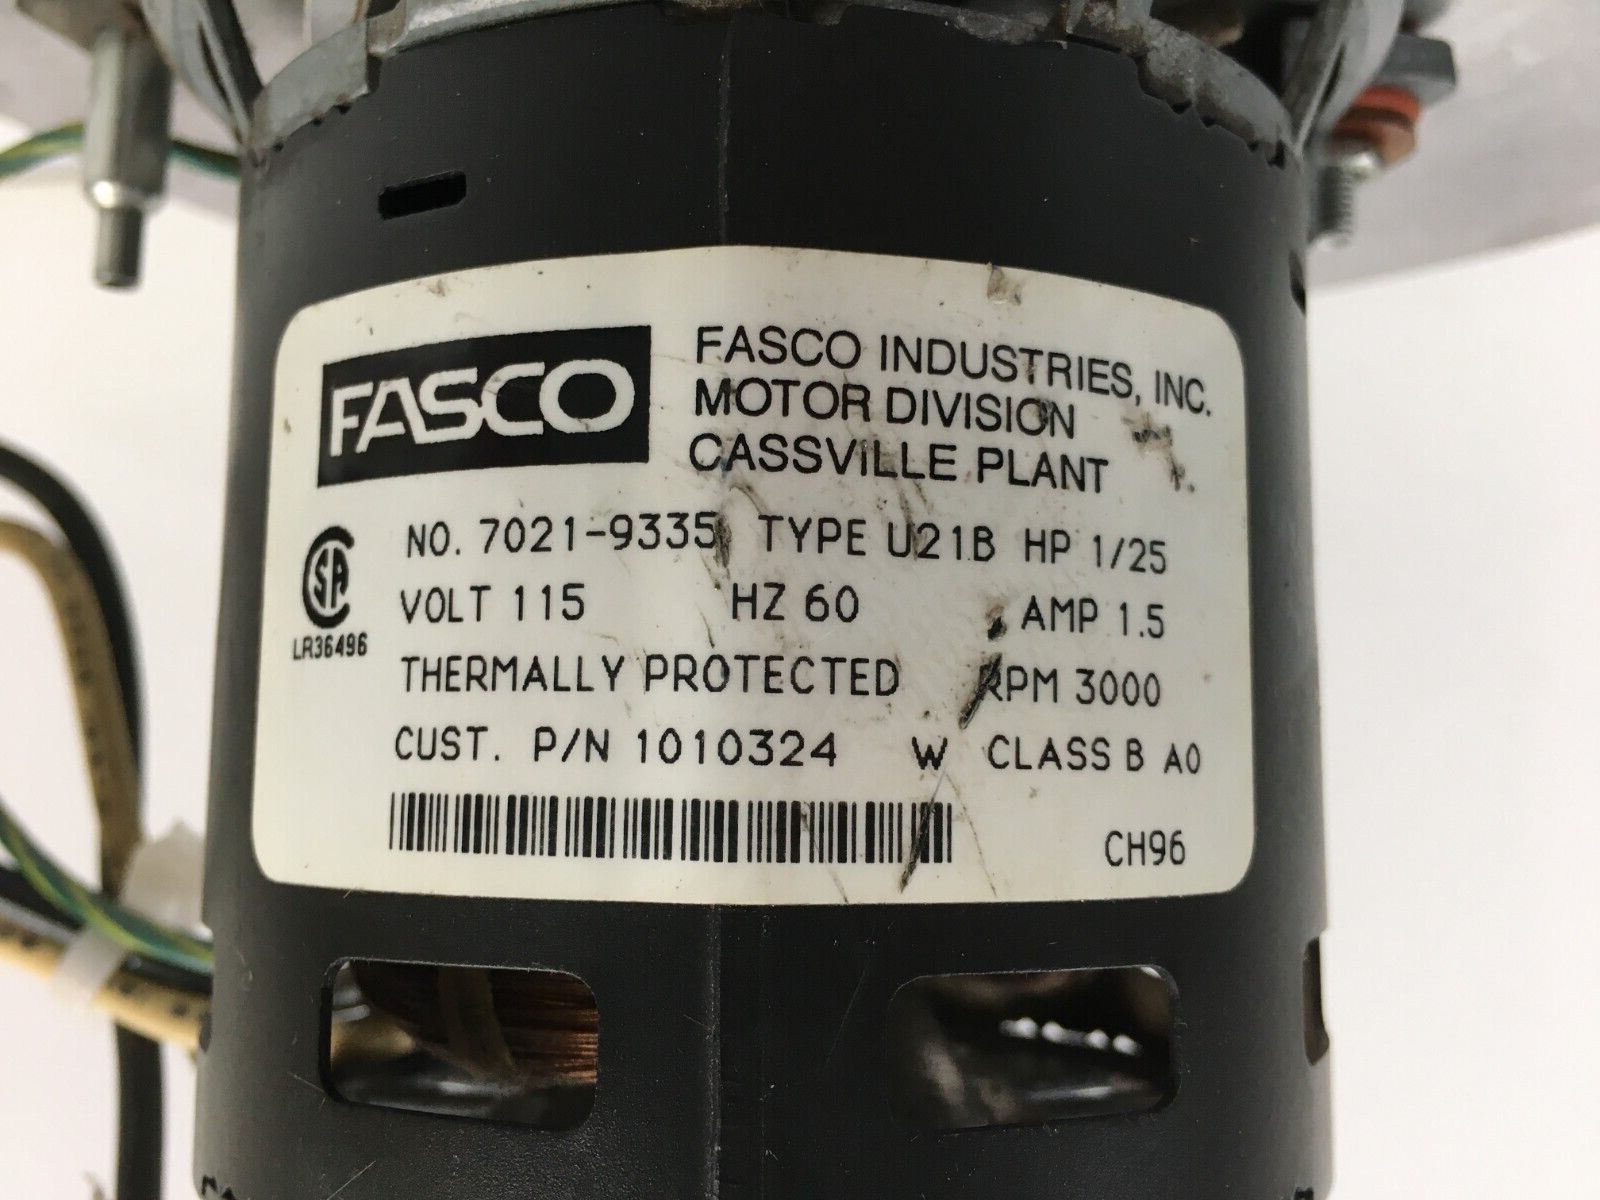 FASCO
FASCO INDUSTRIES, INC.
MOTOR DIVISION
CASSVILLE PLANT
NO. 7021-9335 TYPE U21B HP 1/25
VOLT 115 HZ 60 AMP 1.5
THERMALLY PROTECTED RPM 3000
CUST. P/N 1010324 W CLASS B A0
SA
LR36496
CH96